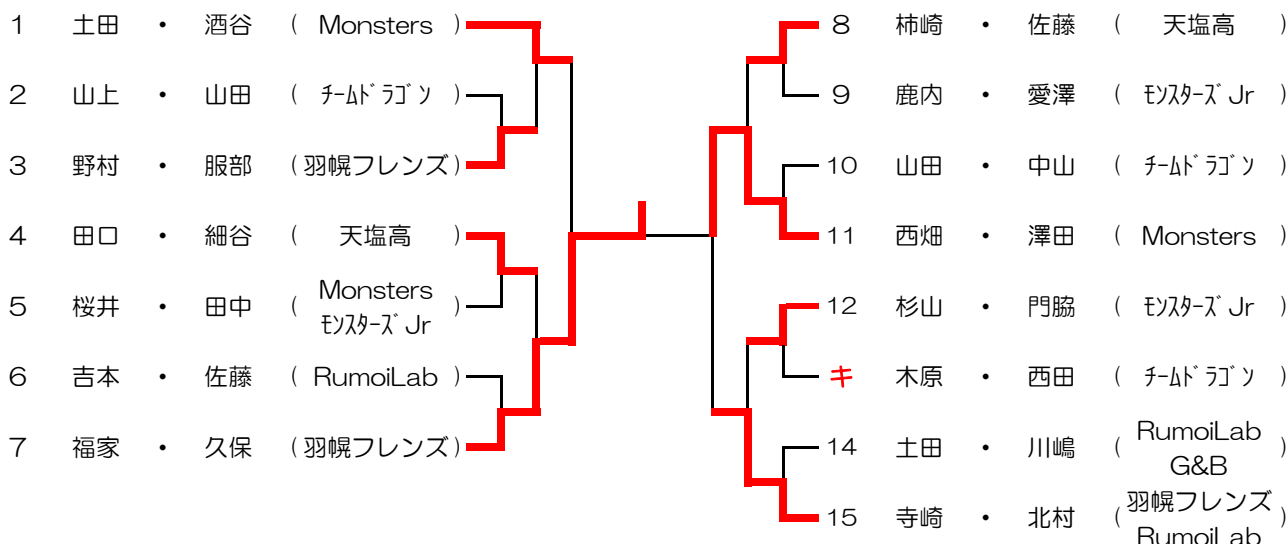 1 土田 ・ 酒谷 ( Monsters )
2 山上 ・ 山田 ( ﾁｰﾑﾄﾞﾗｺﾞﾝ )
3 野村 ・ 服部 (羽幌フレンズ)
4 田口 ・ 細谷 ( 天塩高 )
5 桜井 ・ 田中 ( Monsters
ﾓﾝｽﾀｰｽﾞJr )
6 吉本 ・ 佐藤 ( RumoiLab )
7 福家 ・ 久保 (羽幌フレンズ)
8 柿崎 ・ 佐藤 ( 天塩高 )
9 鹿内 ・ 愛澤 ( ﾓﾝｽﾀｰｽﾞJr )
10 山田 ・ 中山 ( ﾁｰﾑﾄﾞﾗｺﾞﾝ )
11 西畑 ・ 澤田 ( Monsters )
12 杉山 ・ 門脇 ( ﾓﾝｽﾀｰｽﾞJr )
キ 木原 ・ 西田 ( ﾁｰﾑﾄﾞﾗｺﾞﾝ )
14 土田 ・ 川嶋 ( RumoiLab
G&B )
15 寺崎 ・ 北村 ( 羽幌フレンズ
RumoiLab )